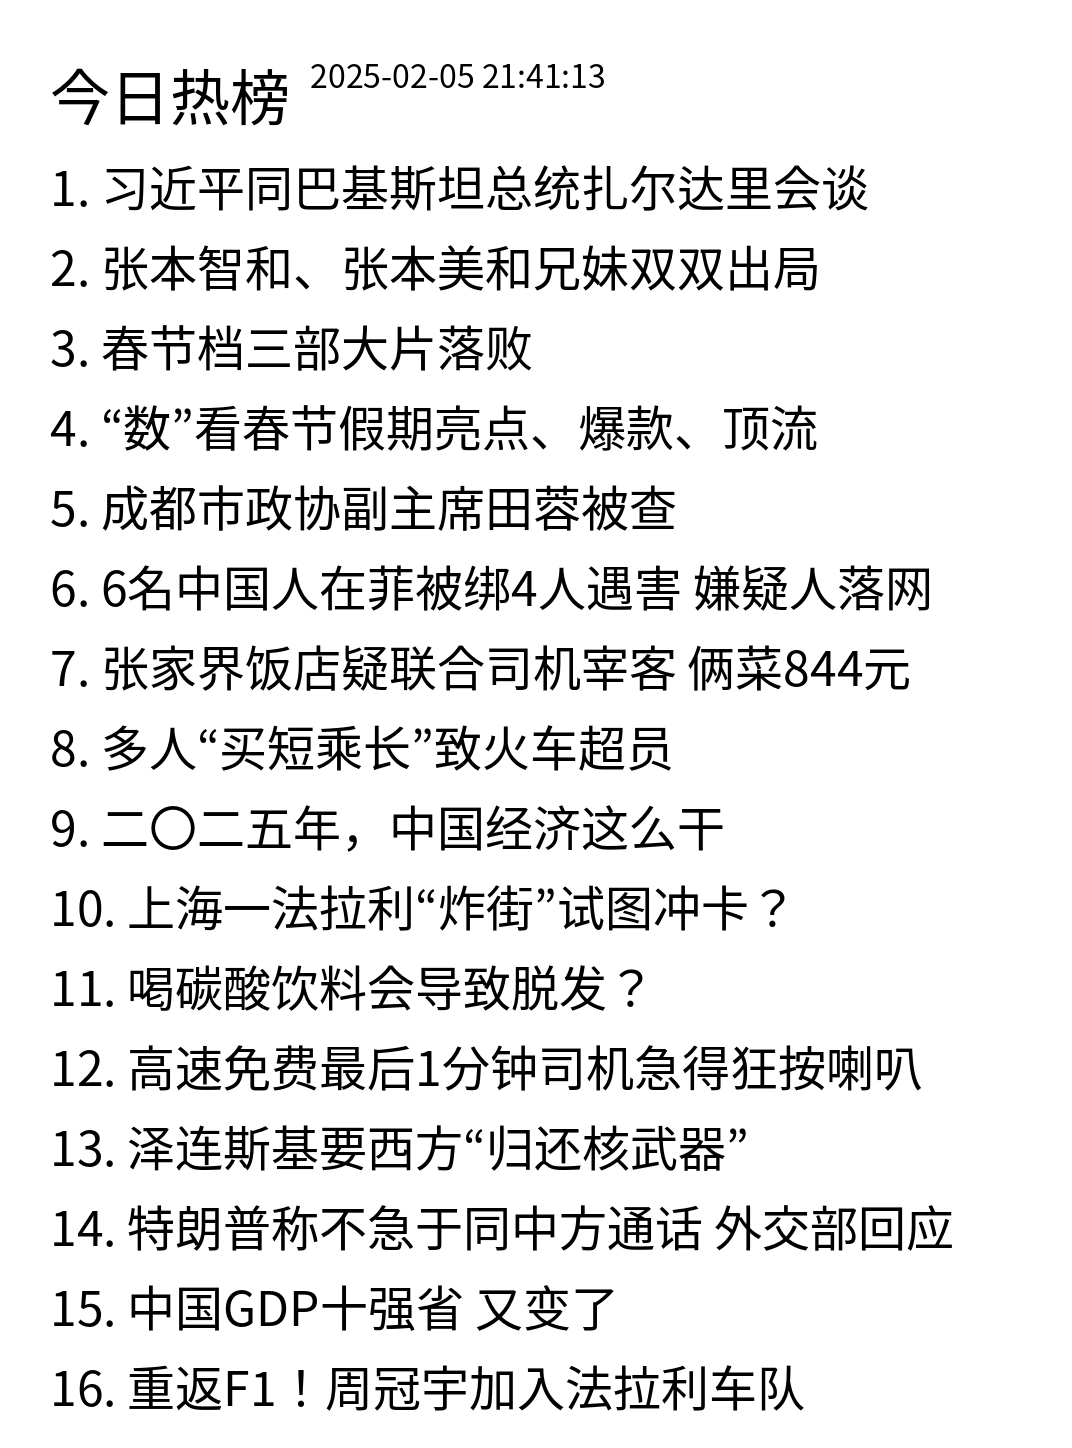 今日热榜 2025-02-05 21:41:13
1. 习近平同巴基斯坦总统扎尔达里会谈
2. 张本智和、张本美和兄妹双双出局
3. 春节档三部大片落败
4. “数”看春节假期亮点、爆款、顶流
5. 成都市政协副主席田蓉被查
6. 6名中国人在菲被绑4人遇害 嫌疑人落网
7. 张家界饭店疑联合司机宰客 俩菜844元
8. 多人“买短乘长”致火车超员
9. 二〇二五年，中国经济这么干
10. 上海一法拉利“炸街”试图冲卡？
11. 喝碳酸饮料会导致脱发？
12. 高速免费最后1分钟司机急得狂按喇叭
13. 泽连斯基要西方“归还核武器”
14. 特朗普称不急于同中方通话 外交部回应
15. 中国GDP十强省 又变了
16. 重返F1！周冠宇加入法拉利车队